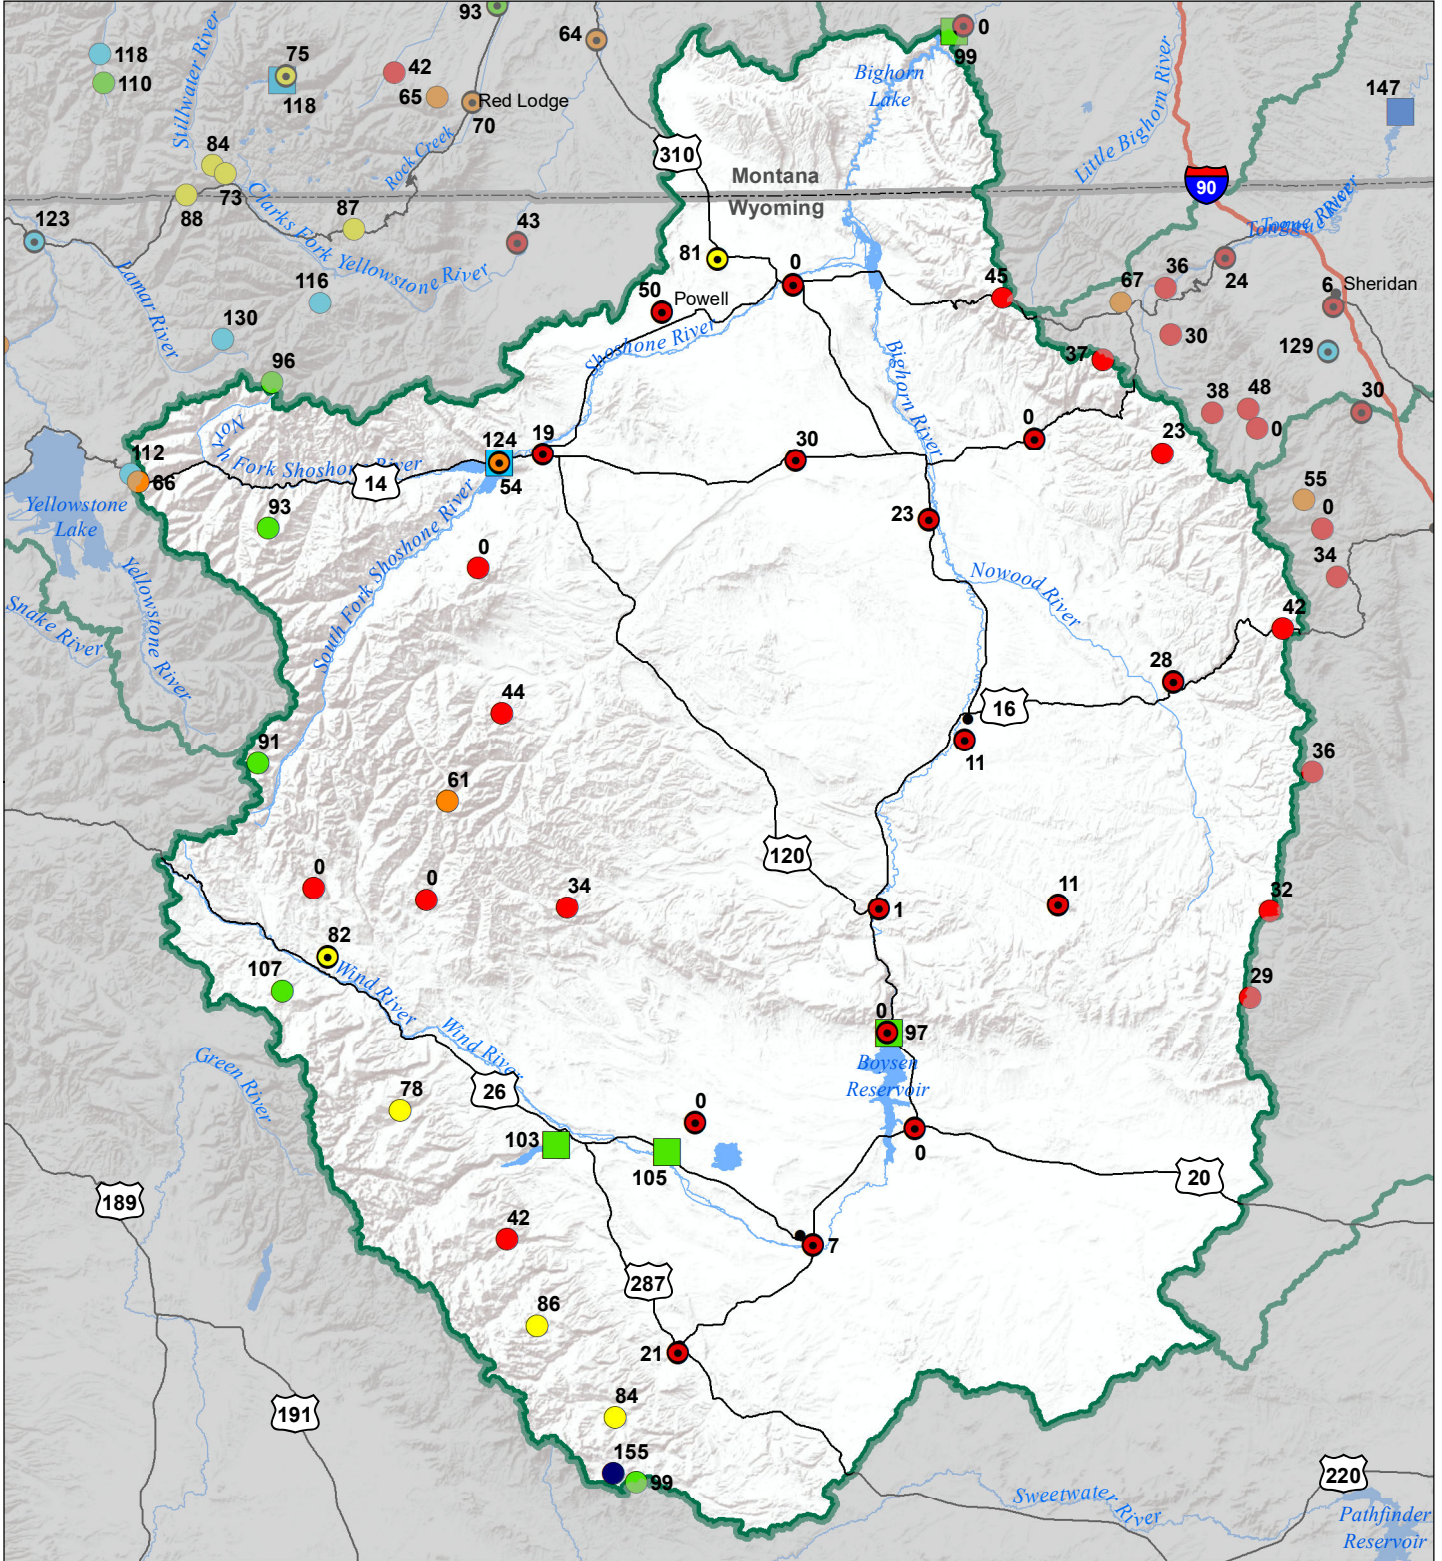 93
0
64
99
118
75
42
Bighorn
Lake
110
118
65
Red Lodge
70
147
Stillwater River
Rock Creek
Little Bighorn River
84
310
Montana
90
73
88
Wyoming
Clarks Fork Yellowstone River
87
123
43
Tongue River
Tongue River
81
0
24
Lamar River
116
50
Powell
45
67
36
6
Sheridan
130
Shoshone River
30
129
Bighorn River
96
37
38
48
30
0
North Fork Shoshone River
124
19
30
0
23
112
66
14
54
Yellowstone
Lake
93
23
55
0
South Fork Shoshone River
0
34
Yellowstone River
Nowood River
Snake River
42
28
44
16
91
11
36
61
120
0
0
34
1
11
32
82
107
Wind River
29
0
97
Wind River
Green River
Boysen
Reservoir
78
26
0
103
105
0
20
189
42
7
287
86
21
84
191
155
99
220
Sweetwater
River
Pathfinder
Reservoir